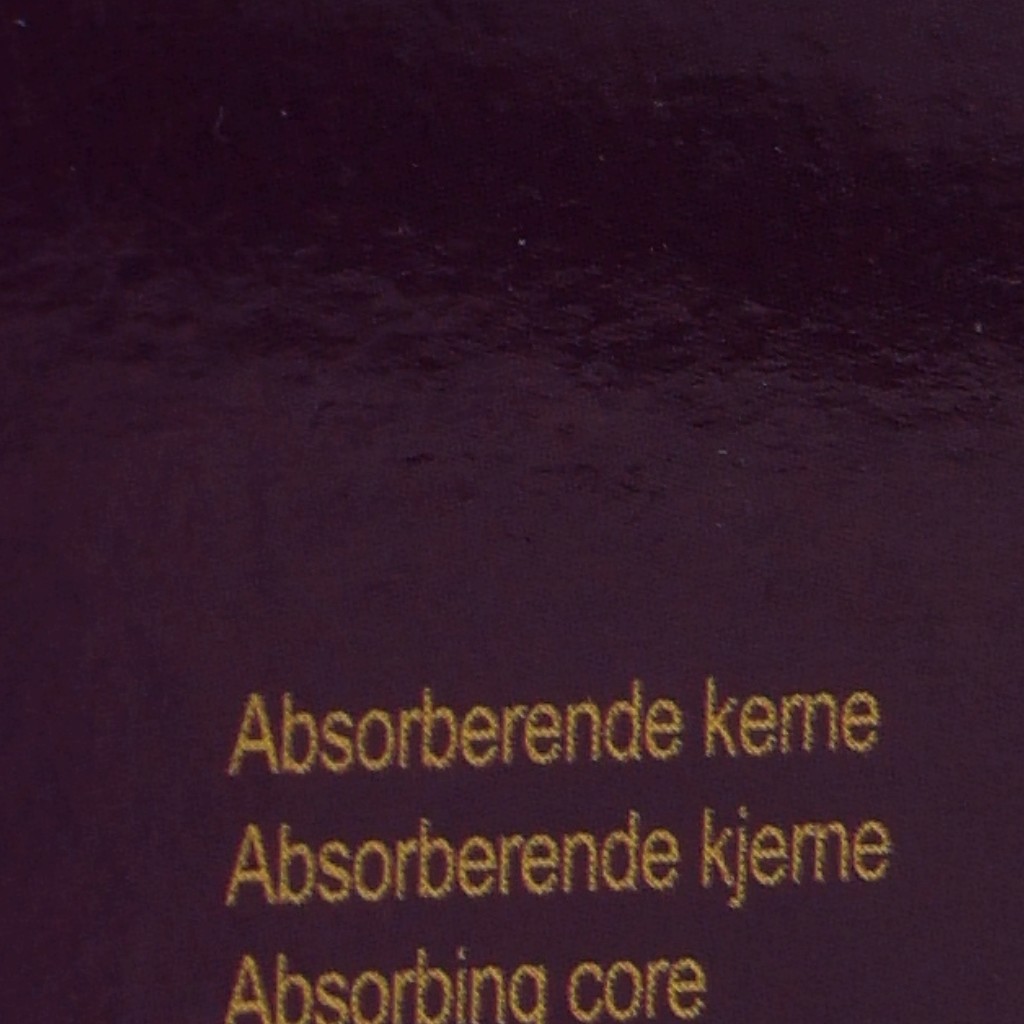 Absorberende kerne
Absorberende kjerne
Absorbing core